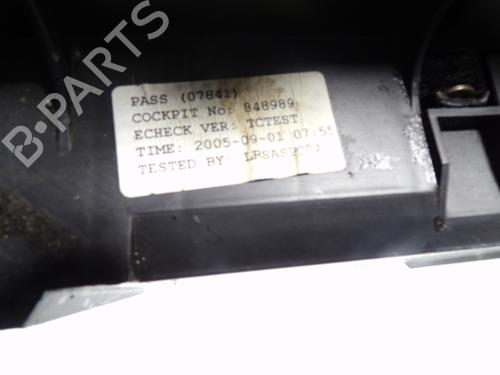 PASS (07841)
COCKPIT No: 848989
ECHECK VER: TCTEST
TIME: 2005-09-01 07:55
TESTED BY:
B-PARTS